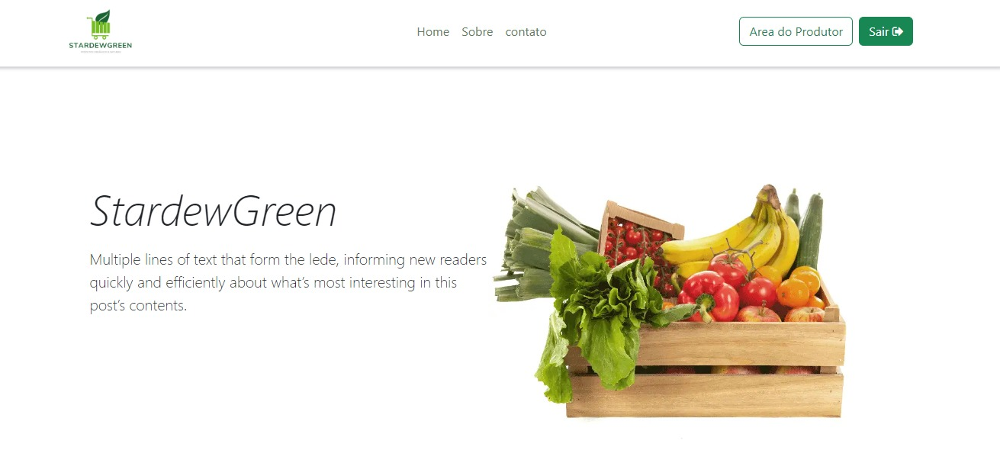 STARDEWGREEN
Home Sobre contato
Area do Produtor
Sair
StardewGreen
Multiple lines of text that form the lede, informing new readers
quickly and efficiently about what’s most interesting in this
post’s contents.